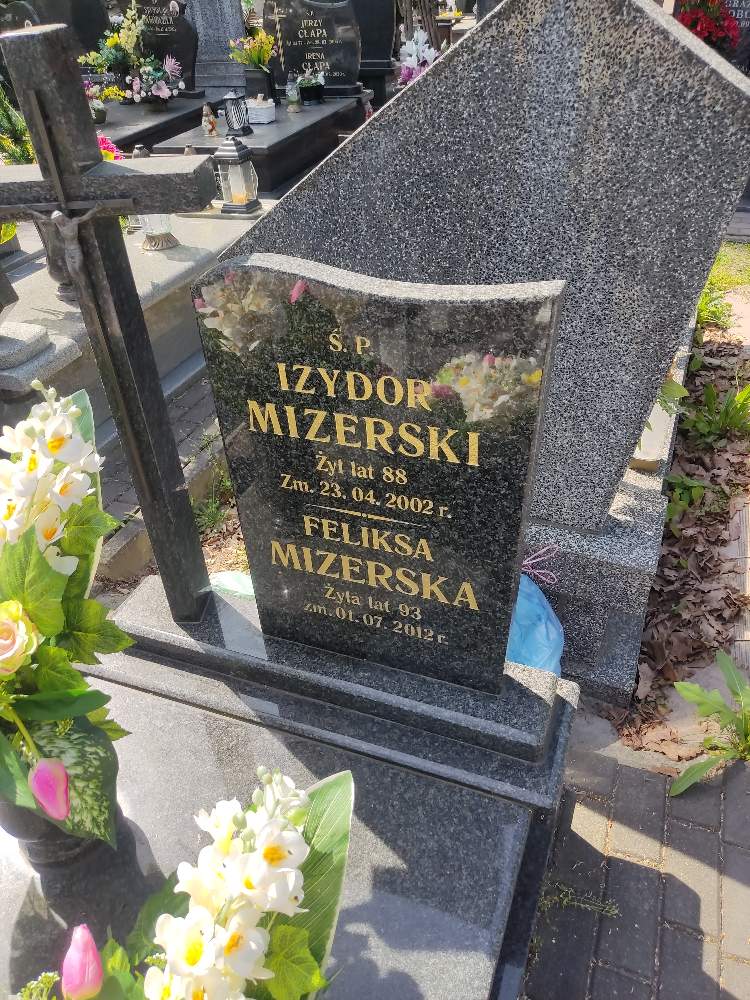 JERZY
CŁAPA
IRENA
CŁAPA
Ś. P.
IZYDOR
MIZERSKI
Żył lat 88
Zm. 23. 04. 2002 r.
FELIKSA
MIZERSKA
Żyła lat 93
zm. 01. 07. 2012 r.